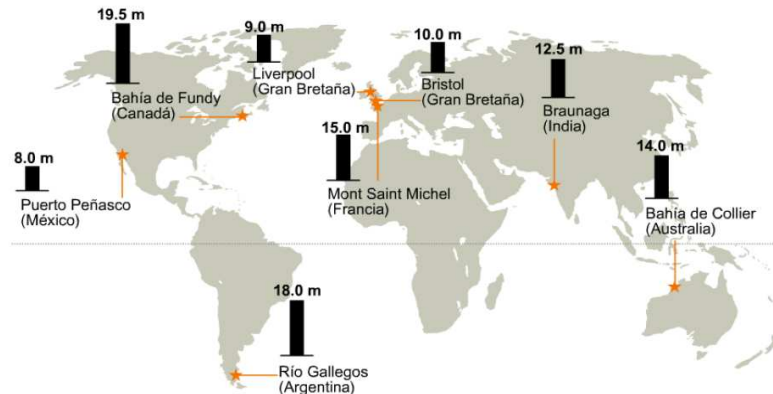 19.5 m
Bahía de Fundy
(Canadá)
9.0 m
Liverpool
(Gran Bretaña)
10.0 m
Bristol
(Gran Bretaña)
12.5 m
Braunaga
(India)
8.0 m
Puerto Peñasco
(México)
15.0 m
Mont Saint Michel
(Francia)
14.0 m
Bahía de Collier
(Australia)
18.0 m
Río Gallegos
(Argentina)